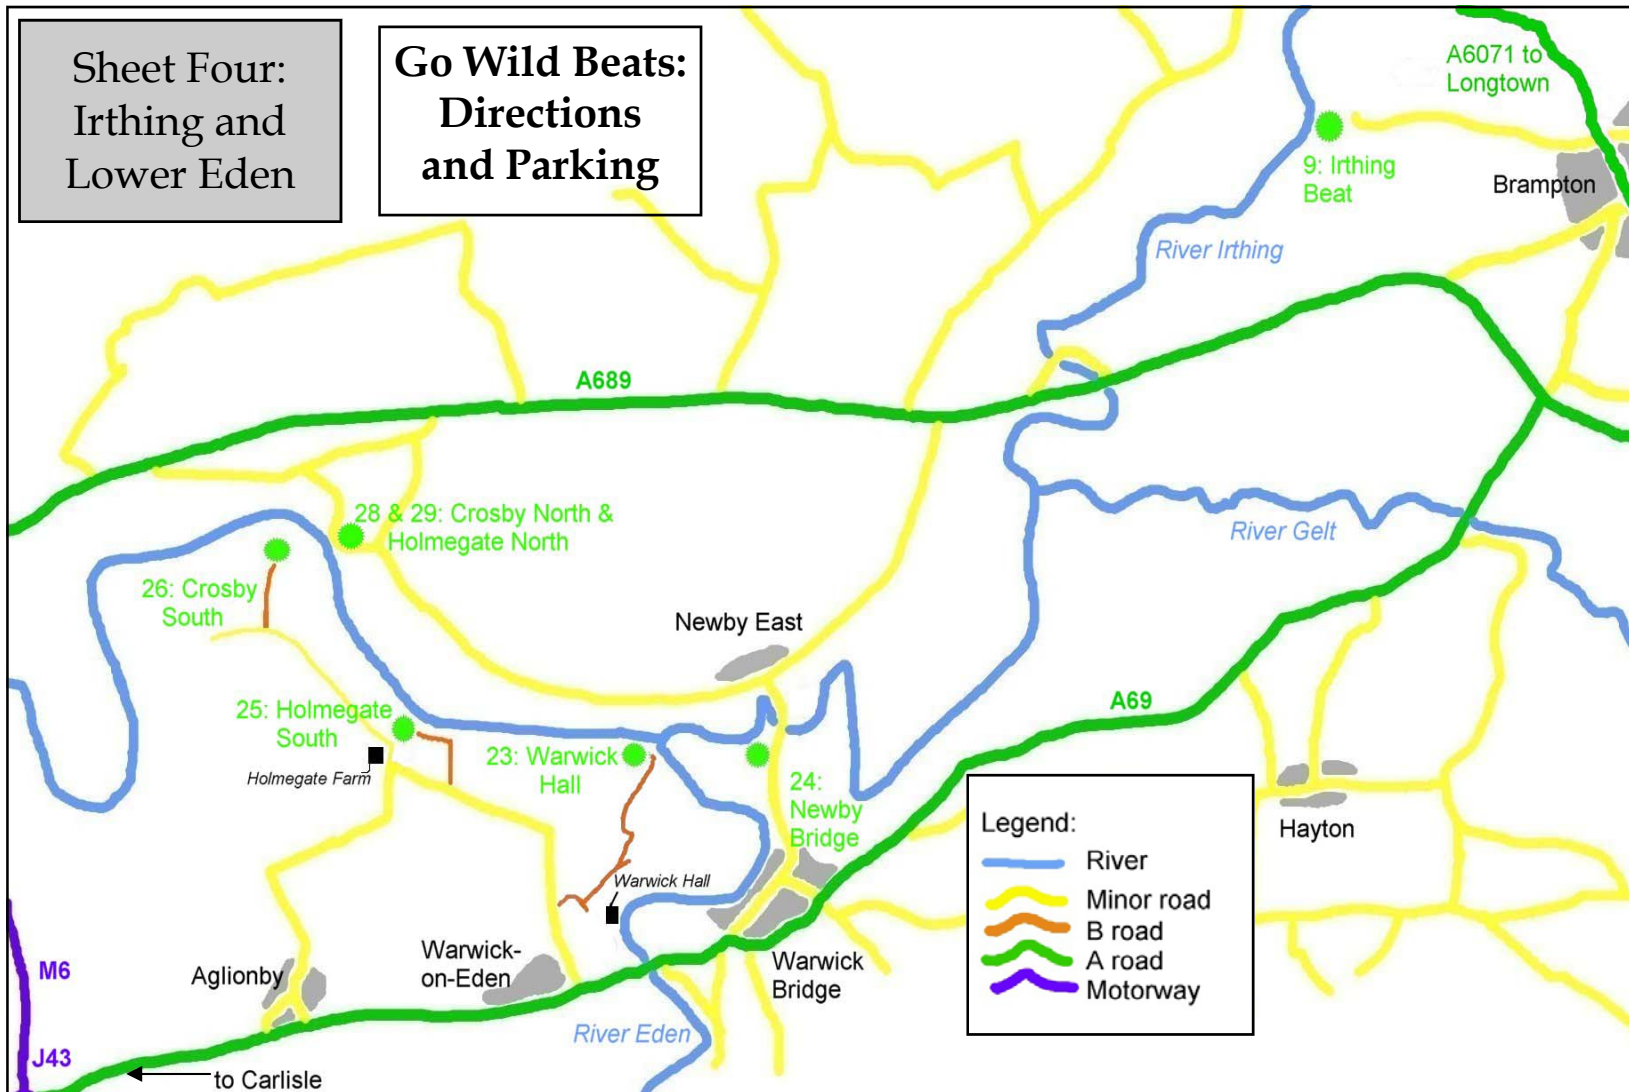 Sheet Four:
Irthing and
Lower Eden
Go Wild Beats:
Directions
and Parking
A6071 to
Longtown
9: Irthing
Beat
Brampton
River Irthing
A689
28 & 29: Crosby North &
Holmegate North
River Gelt
26: Crosby
South
Newby East
A69
25: Holmegate
South
Holmegate Farm
23: Warwick
Hall
24:
Newby
Bridge
Hayton
Legend:
River
Minor road
B road
A road
Motorway
Warwick Hall
Warwick-
on-Eden
Warwick
Bridge
Aglionby
M6
River Eden
J43
to Carlisle